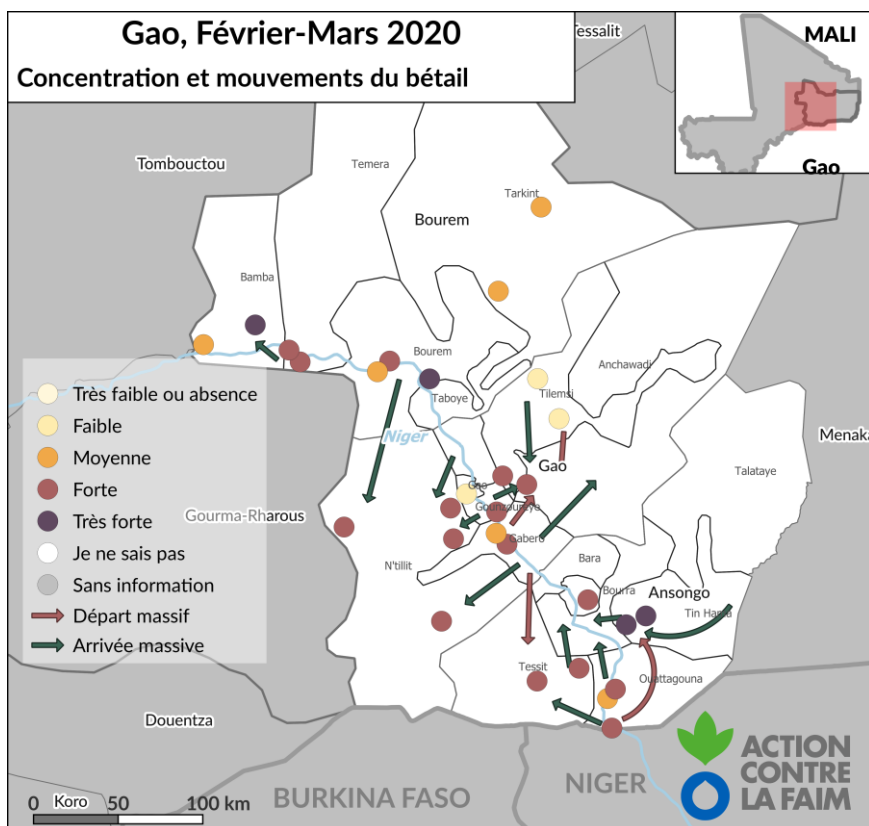 Gao, Février-Mars 2020
Concentration et mouvements du bétail
Tessalit
MALI
Gao
Tombouctou
Temera
Tarkint
Bourem
Bamba
Bourem
Anchawadi
Taboye
Tilemsi
Niger
Menaka
Talataye
Gao
Gao
Gounzoureye
Gabero
Gourma-Rharous
N'tillit
Bara
Bourra
Ansongo
Tin Hama
Tessit
Ouattagouna
Douentza
Très faible ou absence
Faible
Moyenne
Forte
Très forte
Je ne sais pas
Sans information
Départ massif
Arrivée massive
Koro
0 50 100 km
BURKINA FASO
NIGER
ACTION
CONTRE
LA FAIM